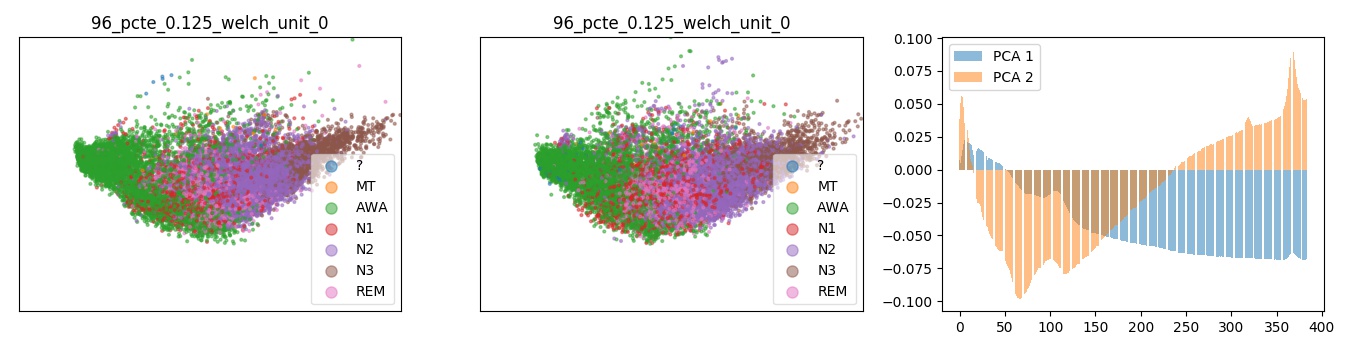 96_pcte_0.125_welch_unit_0
?
MT
AWA
N1
N2
N3
REM
96_pcte_0.125_welch_unit_0
?
MT
AWA
N1
N2
N3
REM
PCA 1
PCA 2
0.100
0.075
0.050
0.025
0.000
−0.025
−0.050
−0.075
−0.100
0 50 100 150 200 250 300 350 400